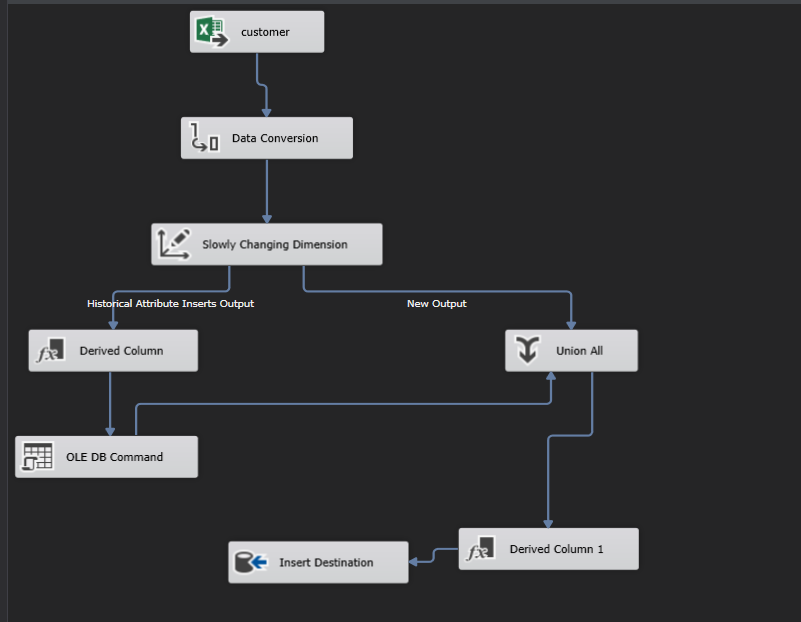 customer
Data Conversion
Slowly Changing Dimension
Historical Attribute Inserts Output
New Output
Derived Column
Union All
OLE DB Command
Derived Column 1
Insert Destination